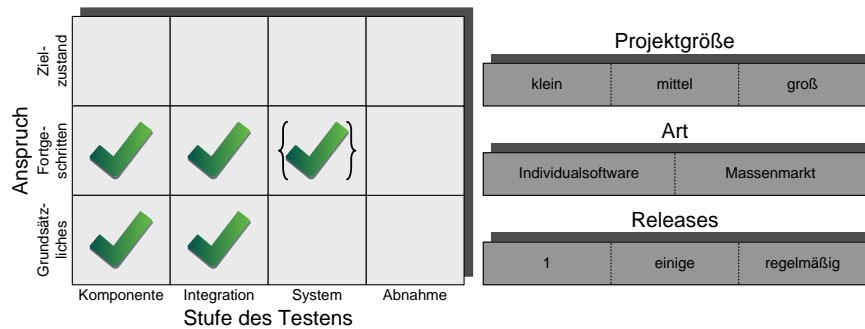 Anspruch
Ziel-
zustand
Fortge-
schritten
Grundsätz-
liches
Komponente
Integration
System
Abnahme
Stufe des Testens
Projektgröße
klein
mittel
groß
Art
Individualsoftware
Massenmarkt
Releases
1
einige
regelmäßig